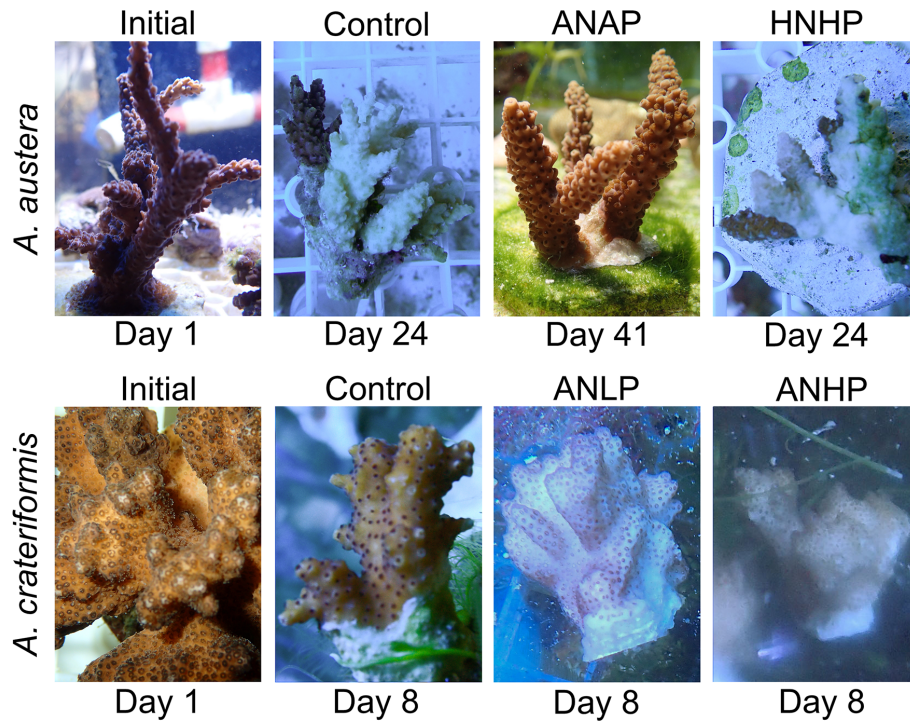 Initial Control ANAP HNHP
A. austera
Day 1 Day 24 Day 41 Day 24
Initial Control ANLP ANHP
A. crateriformis
Day 1 Day 8 Day 8 Day 8